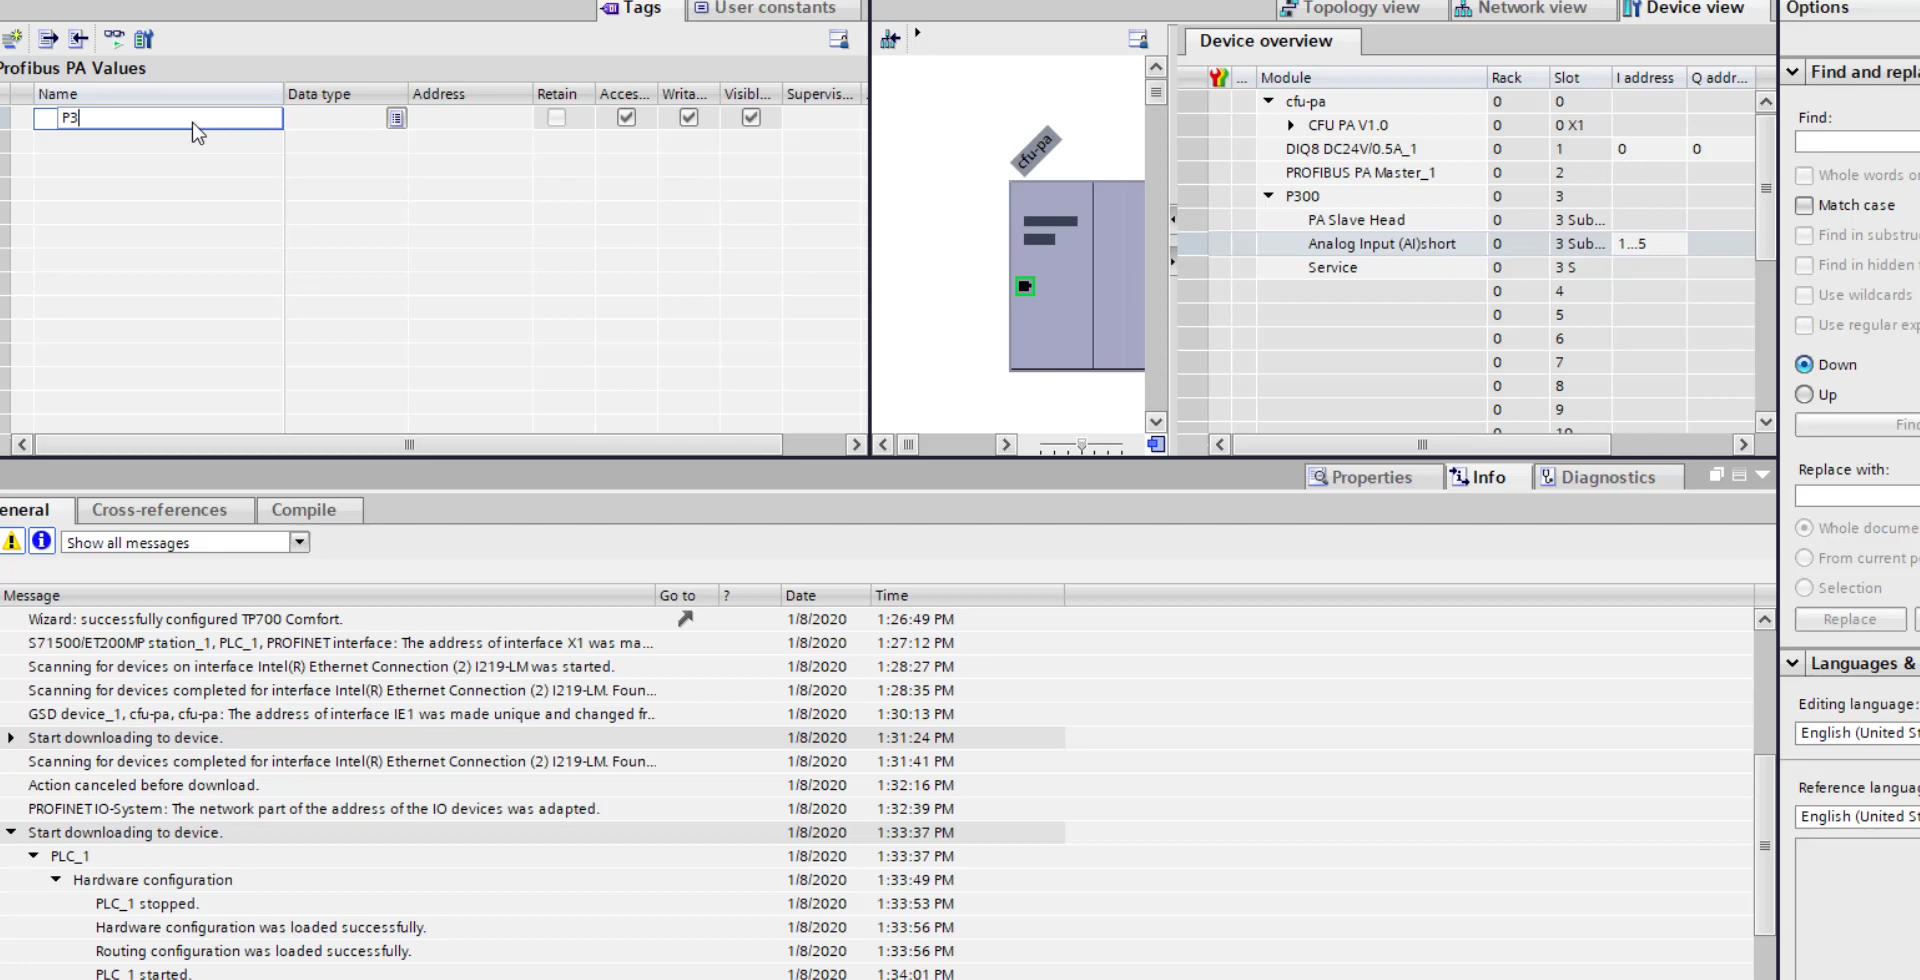 Tags
User constants
Topology view
Network view
Device view
Options
Profibus PA Values
Name Data type Address Retain Acces... Writa... Visibl... Supervis...
P3
cfu-pa
Device overview
... Module Rack Slot I address Q addr...
cfu-pa 0 0
CFU PA V1.0 0 0 X1
DIQ8 DC24V/0.5A_1 0 1 0 0
PROFIBUS PA Master_1 0 2
P300 0 3
PA Slave Head 0 3 Sub...
Analog Input (AI)short 0 3 Sub... 1...5
Service 0 3 S
0 4
0 5
0 6
0 7
0 8
0 9
0 10
Find and repla
Find:
Whole words on
Match case
Find in substru
Find in hidden t
Use wildcards
Use regular exp
Down
Up
Find
Replace with:
Whole docume
From current po
Selection
Replace
Languages &
Editing language:
English (United St
Reference languag
English (United St
Properties
Info
Diagnostics
eneral
Cross-references
Compile
Show all messages
Message Go to ? Date Time
Wizard: successfully configured TP700 Comfort. 1/8/2020 1:26:49 PM
S71500/ET200MP station_1, PLC_1, PROFINET interface: The address of interface X1 was ma... 1/8/2020 1:27:12 PM
Scanning for devices on interface Intel(R) Ethernet Connection (2) I219-LM was started. 1/8/2020 1:28:27 PM
Scanning for devices completed for interface Intel(R) Ethernet Connection (2) I219-LM. Foun... 1/8/2020 1:28:35 PM
GSD device_1, cfu-pa, cfu-pa: The address of interface IE1 was made unique and changed fr.. 1/8/2020 1:30:13 PM
Start downloading to device. 1/8/2020 1:31:24 PM
Scanning for devices completed for interface Intel(R) Ethernet Connection (2) I219-LM. Foun... 1/8/2020 1:31:41 PM
Action canceled before download. 1/8/2020 1:32:16 PM
PROFINET IO-System: The network part of the address of the IO devices was adapted. 1/8/2020 1:32:39 PM
Start downloading to device. 1/8/2020 1:33:37 PM
PLC_1 1/8/2020 1:33:37 PM
Hardware configuration 1/8/2020 1:33:49 PM
PLC_1 stopped. 1/8/2020 1:33:53 PM
Hardware configuration was loaded successfully. 1/8/2020 1:33:56 PM
Routing configuration was loaded successfully. 1/8/2020 1:33:56 PM
PLC_1 started. 1/8/2020 1:34:01 PM